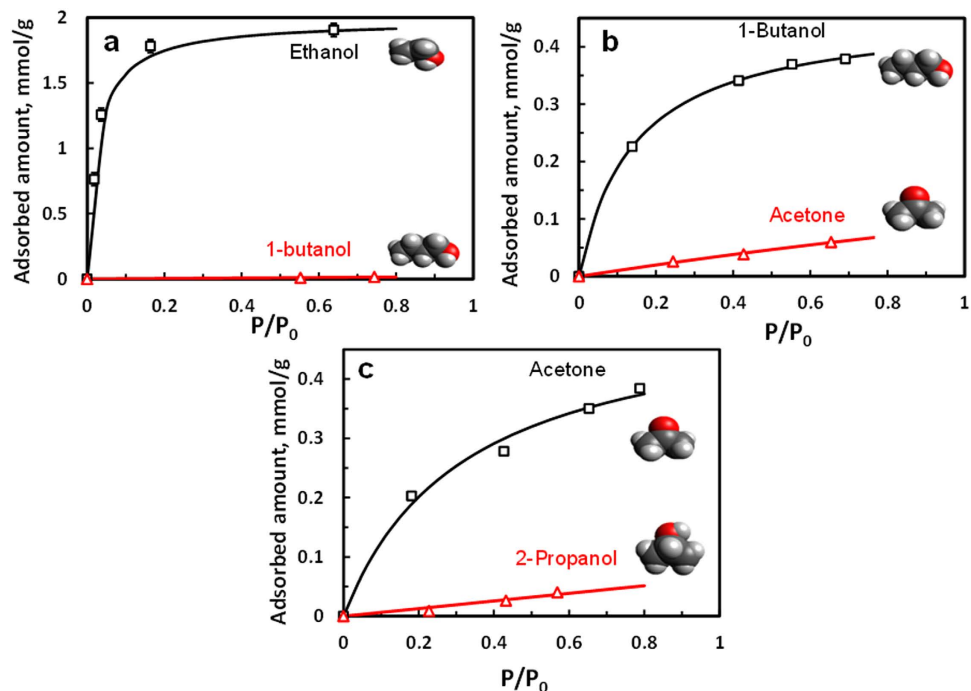 a
Ethanol
1-butanol
Adsorbed amount, mmol/g
2
1.5
1
0.5
0
0 0.2 0.4 0.6 0.8 1
P/P0
b
1-Butanol
Acetone
Adsorbed amount, mmol/g
0.4
0.3
0.2
0.1
0
0 0.2 0.4 0.6 0.8 1
P/P0
c
Acetone
2-Propanol
Adsorbed amount, mmol/g
0.4
0.3
0.2
0.1
0
0 0.2 0.4 0.6 0.8 1
P/P0